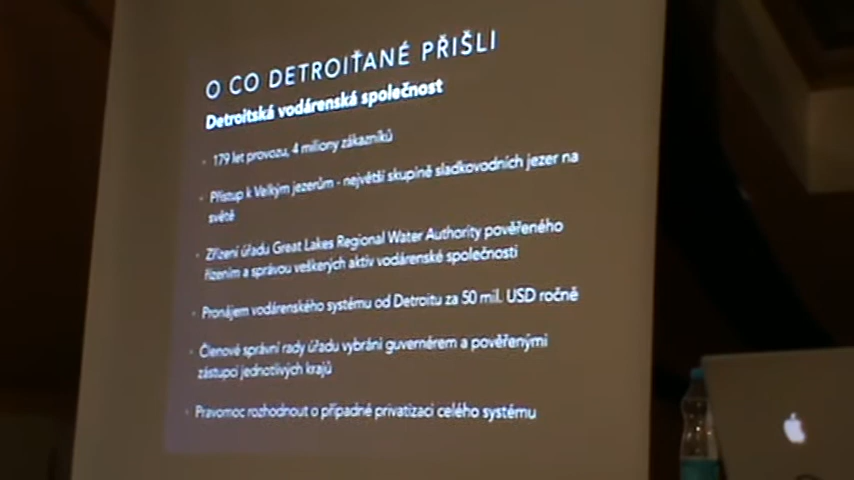 O CO DETROIŤANÉ PŘIŠLI
Detroitská vodárenská společnost
179 let provozu, 4 miliony zákazníků
Přístup k Velkým jezerům - největší skupině sladkovodních jezer na
světě
Zřízení úřadu Great Lakes Regional Water Authority pověřeného
řízením a správou veškerých aktiv vodárenské společnosti
Pronájem vodárenského systému od Detroitu za 50 mil. USD ročně
Členové správní rady úřadu vybráni guvernérem a pověřenými
zástupci jednotlivých krajů
Pravomoc rozhodnout o případné privatizaci celého systému